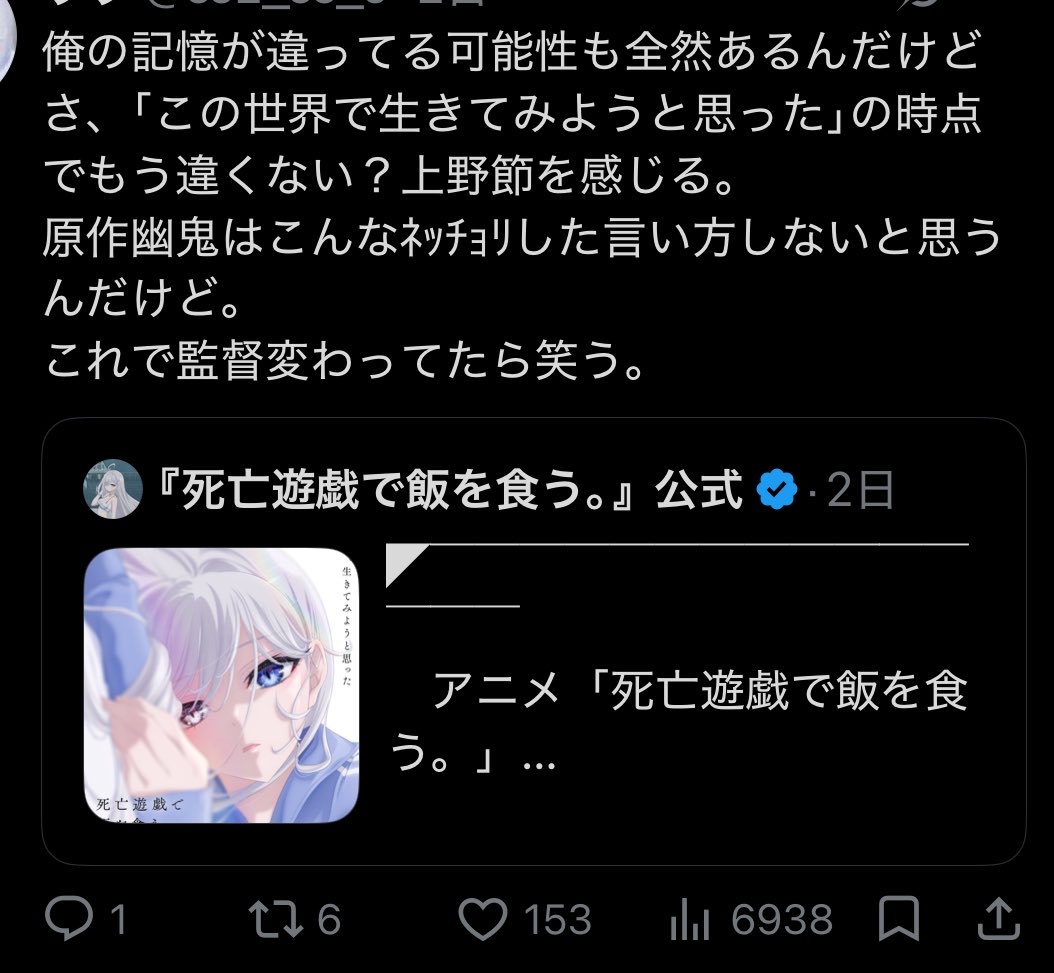 俺の記憶が違ってる可能性も全然あるんだけど
さ、「この世界で生きてみようと思った」の時点
でもう違くない？上野節を感じる。
原作幽鬼はこんなﾈｯﾁｮﾘした言い方しないと思う
んだけど。
これで監督変わってたら笑う。
『死亡遊戯で飯を食う。』公式 · 2日
生きてみようと思った
死亡遊戯で
アニメ「死亡遊戯で飯を食
う。」...
1 6 153 6938